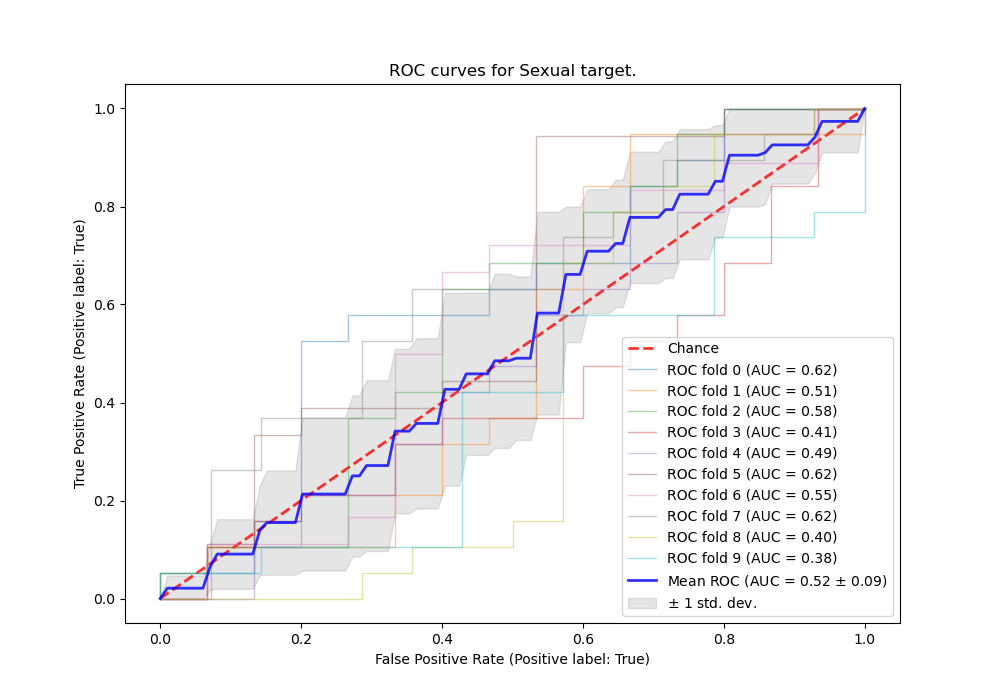 ROC curves for Sexual target.
True Positive Rate (Positive label: True)
1.0
0.8
0.6
0.4
0.2
0.0
0.0 0.2 0.4 0.6 0.8 1.0
False Positive Rate (Positive label: True)
Chance
ROC fold 0 (AUC = 0.62)
ROC fold 1 (AUC = 0.51)
ROC fold 2 (AUC = 0.58)
ROC fold 3 (AUC = 0.41)
ROC fold 4 (AUC = 0.49)
ROC fold 5 (AUC = 0.62)
ROC fold 6 (AUC = 0.55)
ROC fold 7 (AUC = 0.62)
ROC fold 8 (AUC = 0.40)
ROC fold 9 (AUC = 0.38)
Mean ROC (AUC = 0.52 ± 0.09)
± 1 std. dev.